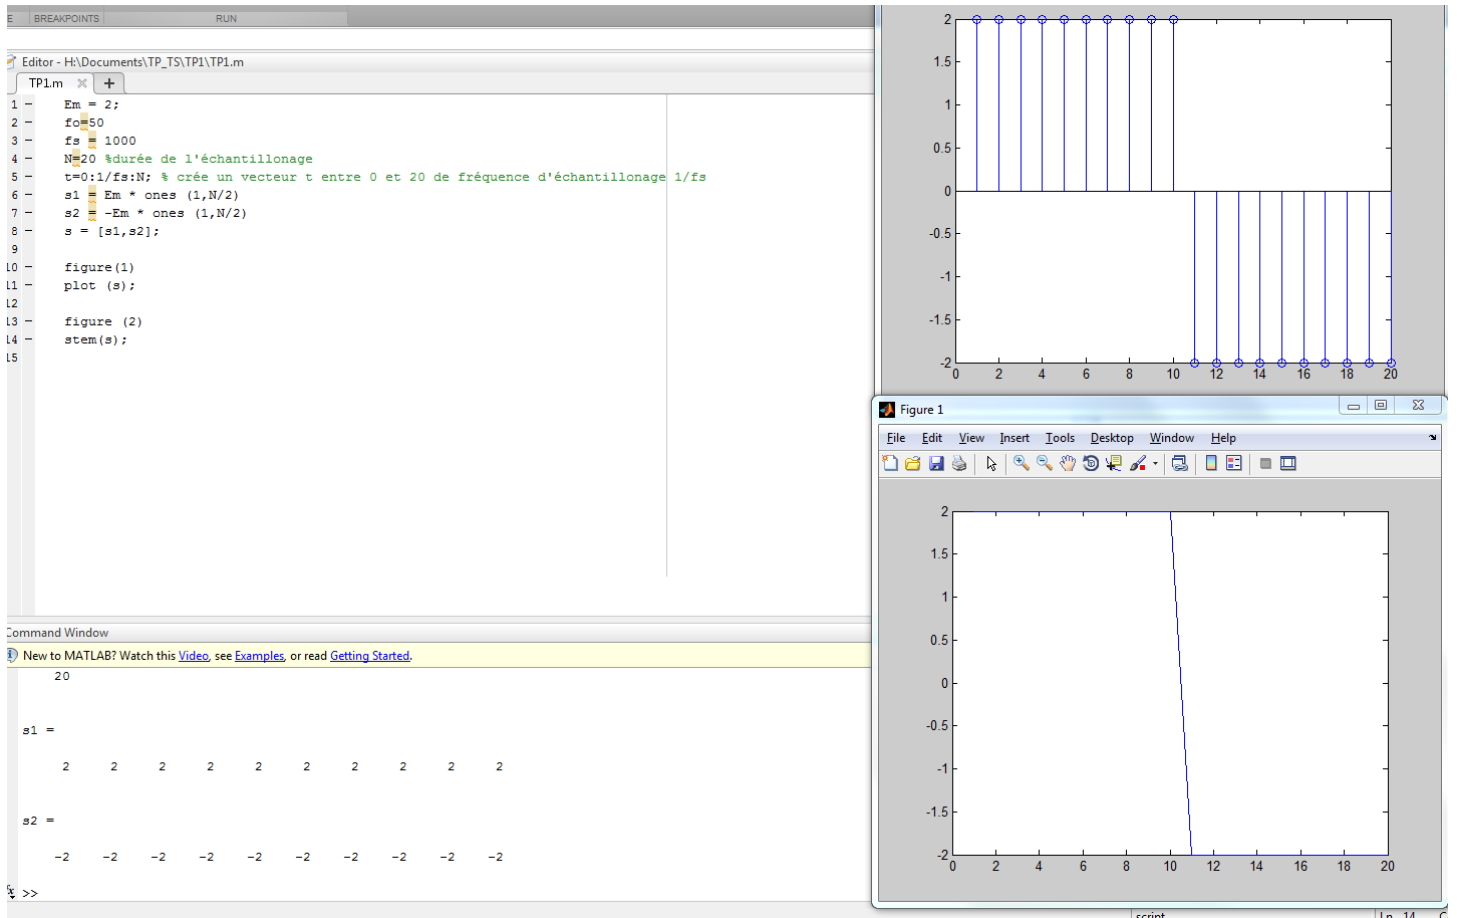 E BREAKPOINTS RUN
Editor - H:\Documents\TP_TS\TP1\TP1.m
TP1.m
1 Em = 2;
2 fo=50
3 fs = 1000
4 N=20 %durée de l'échantillonage
5 t=0:1/fs:N; % crée un vecteur t entre 0 et 20 de fréquence d'échantillonage 1/fs
6 s1 = Em * ones (1,N/2)
7 s2 = -Em * ones (1,N/2)
8 s = [s1,s2];
9
10 figure(1)
11 plot (s);
12
13 figure (2)
14 stem(s);
15
Command Window
New to MATLAB? Watch this Video, see Examples, or read Getting Started.
20
s1 =
2 2 2 2 2 2 2 2 2 2
s2 =
-2 -2 -2 -2 -2 -2 -2 -2 -2 -2
fx >>
2
1.5
1
0.5
0
-0.5
-1
-1.5
-2
0 2 4 6 8 10 12 14 16 18 20
Figure 1
File Edit View Insert Tools Desktop Window Help
2
1.5
1
0.5
0
-0.5
-1
-1.5
-2
0 2 4 6 8 10 12 14 16 18 20
script Ln 14 C